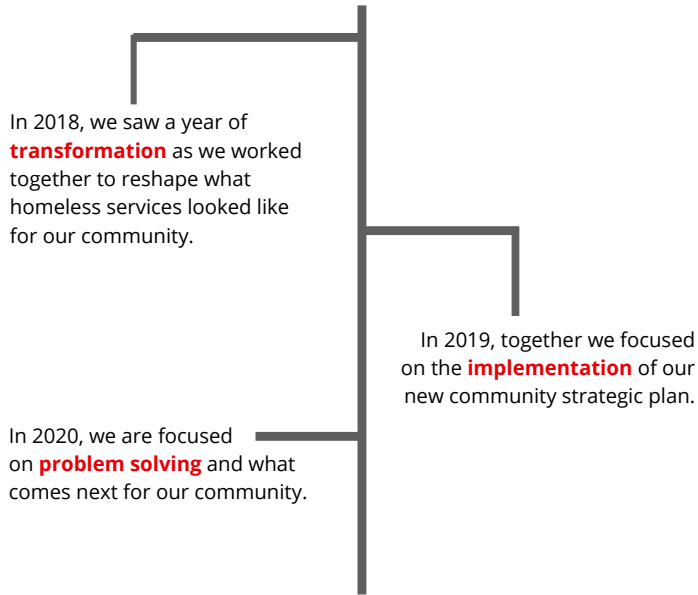 In 2018, we saw a year of
transformation as we worked
together to reshape what
homeless services looked like
for our community.
In 2019, together we focused
on the implementation of our
new community strategic plan.
In 2020, we are focused
on problem solving and what
comes next for our community.